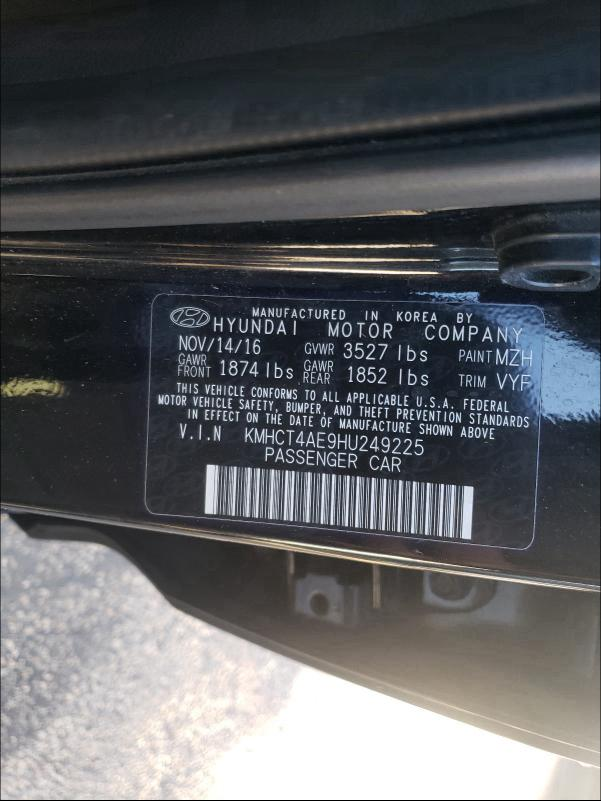 MANUFACTURED IN KOREA BY
HYUNDAI MOTOR COMPANY
NOV/14/16 GVWR 3527 lbs PAINT MZH
GAWR FRONT 1874 lbs GAWR REAR 1852 lbs TRIM VYF
THIS VEHICLE CONFORMS TO ALL APPLICABLE U.S.A. FEDERAL
MOTOR VEHICLE SAFETY, BUMPER, AND THEFT PREVENTION STANDARDS
IN EFFECT ON THE DATE OF MANUFACTURE SHOWN ABOVE
V.I.N KMHCT4AE9HU249225
PASSENGER CAR